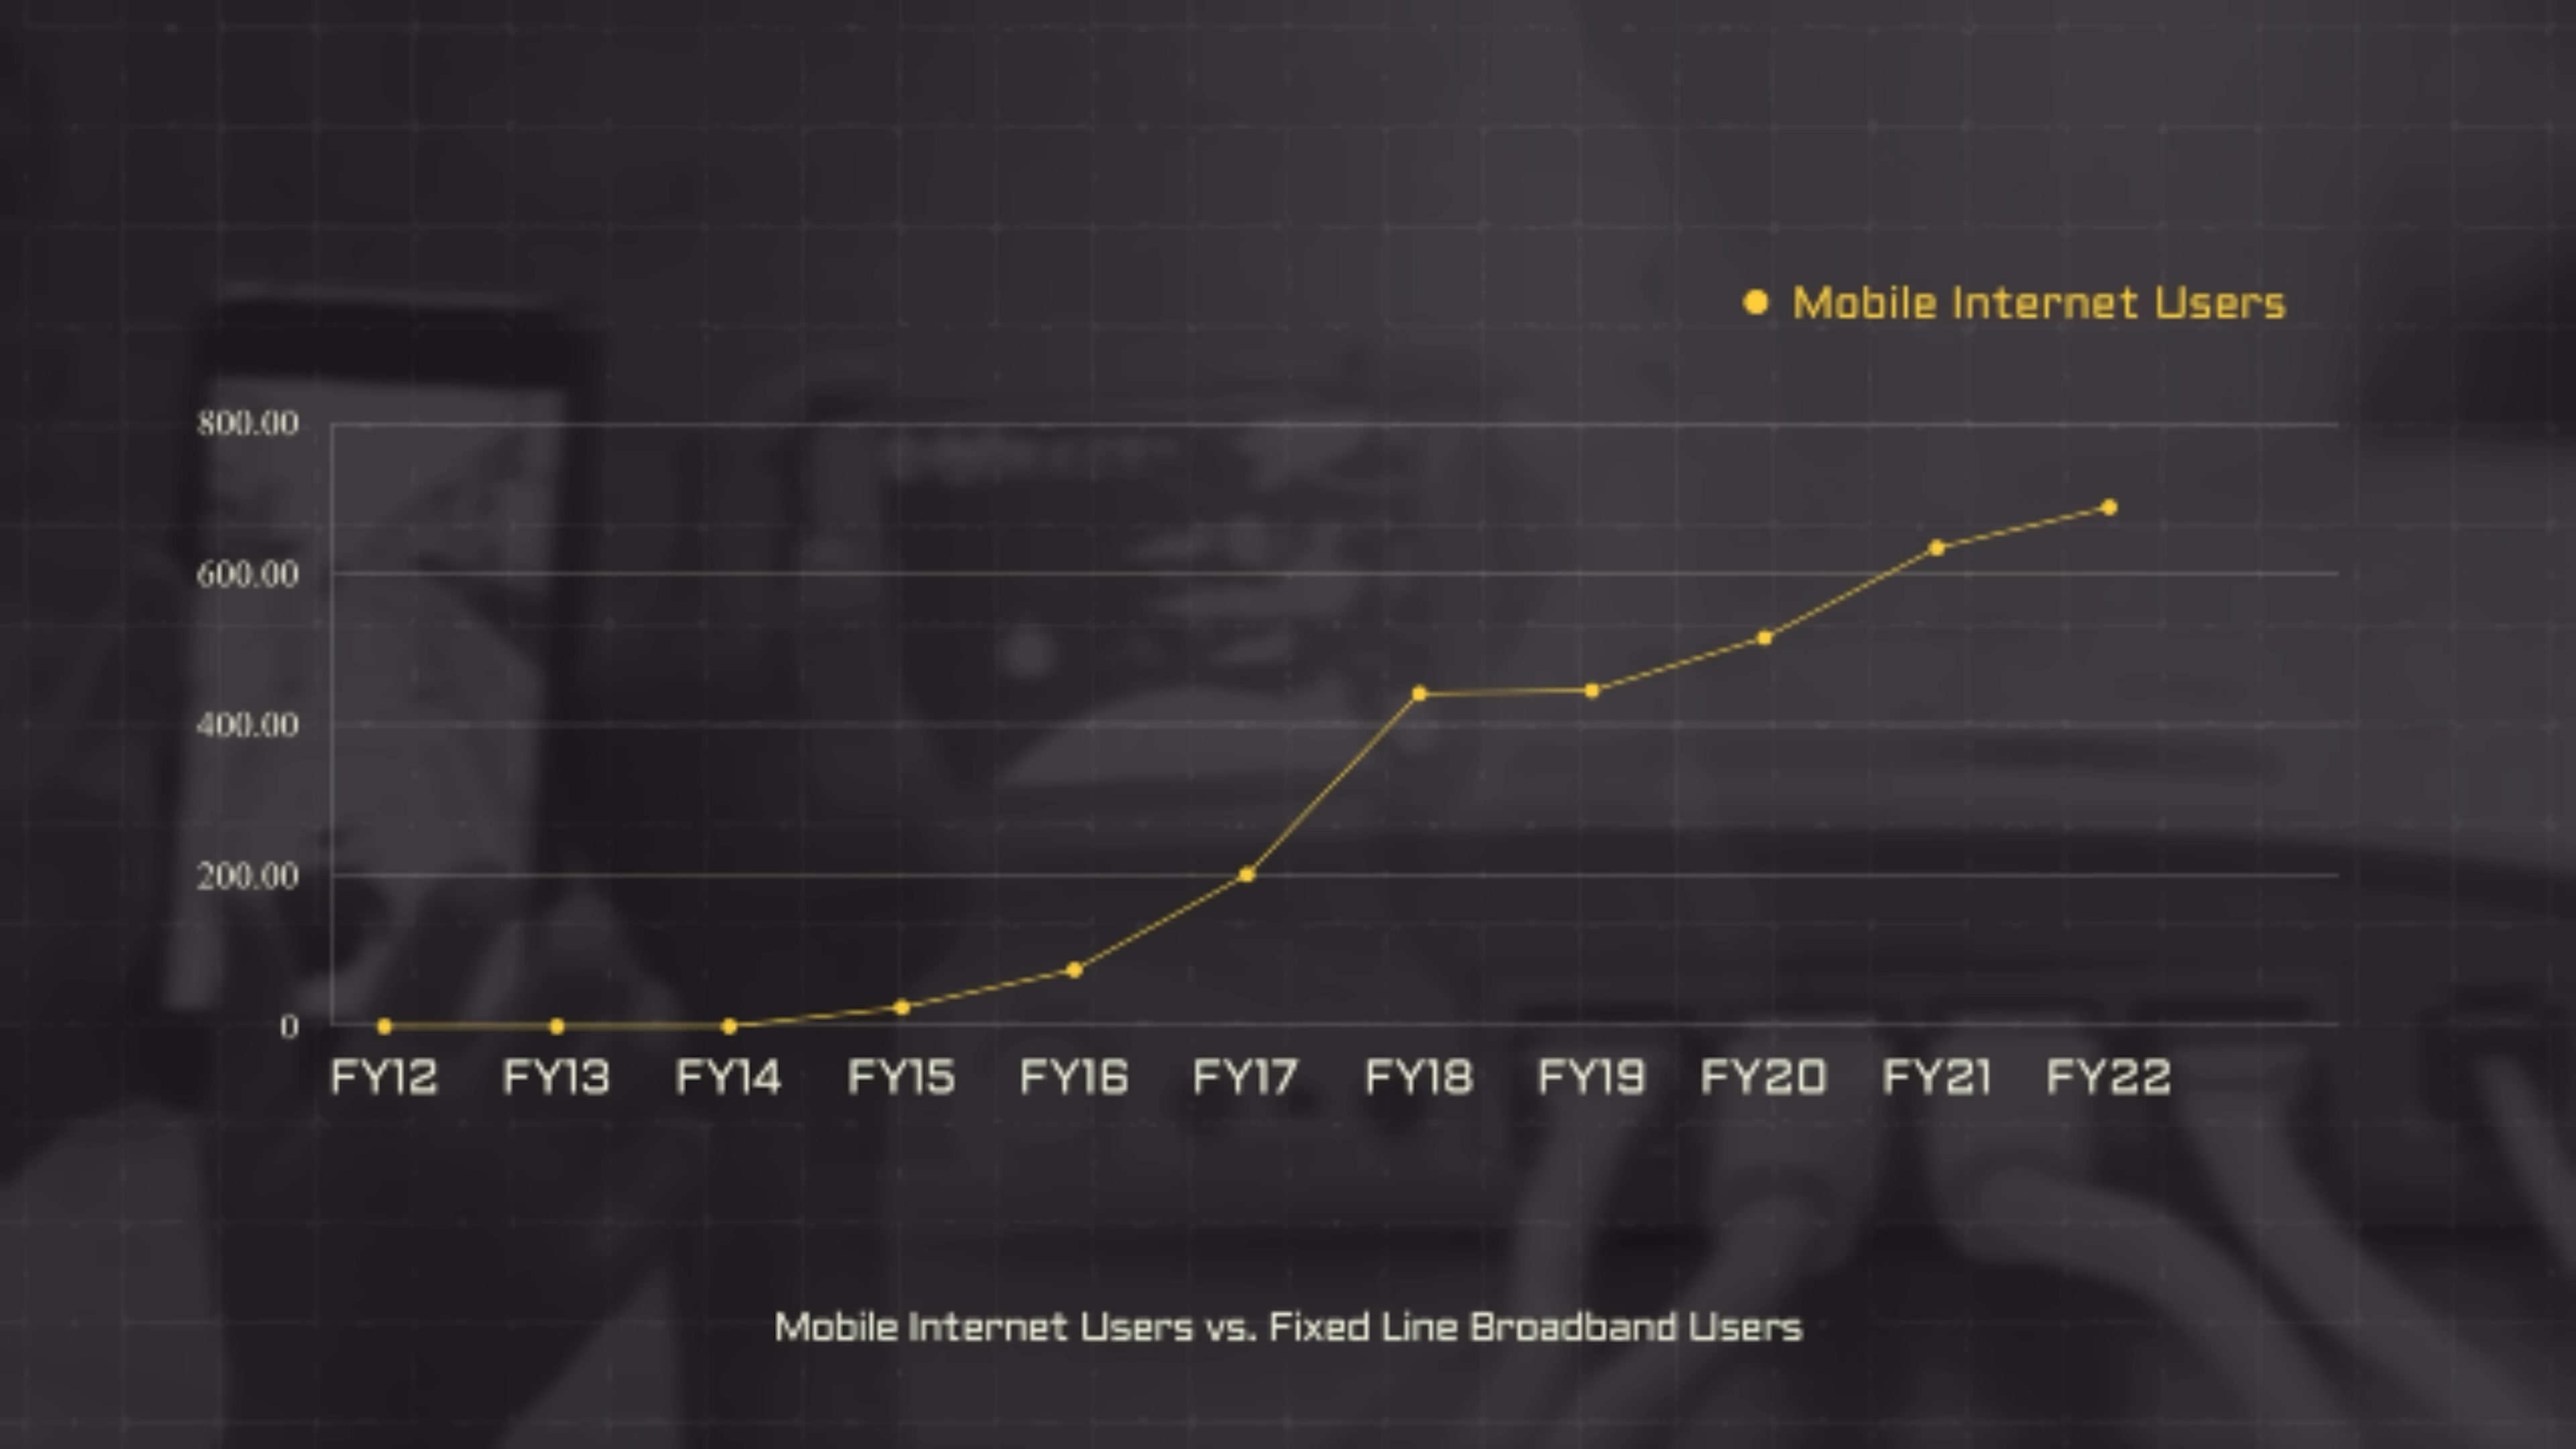 Mobile Internet Users
800.00
600.00
400.00
200.00
0
FY12 FY13 FY14 FY15 FY16 FY17 FY18 FY19 FY20 FY21 FY22
Mobile Internet Users vs. Fixed Line Broadband Users